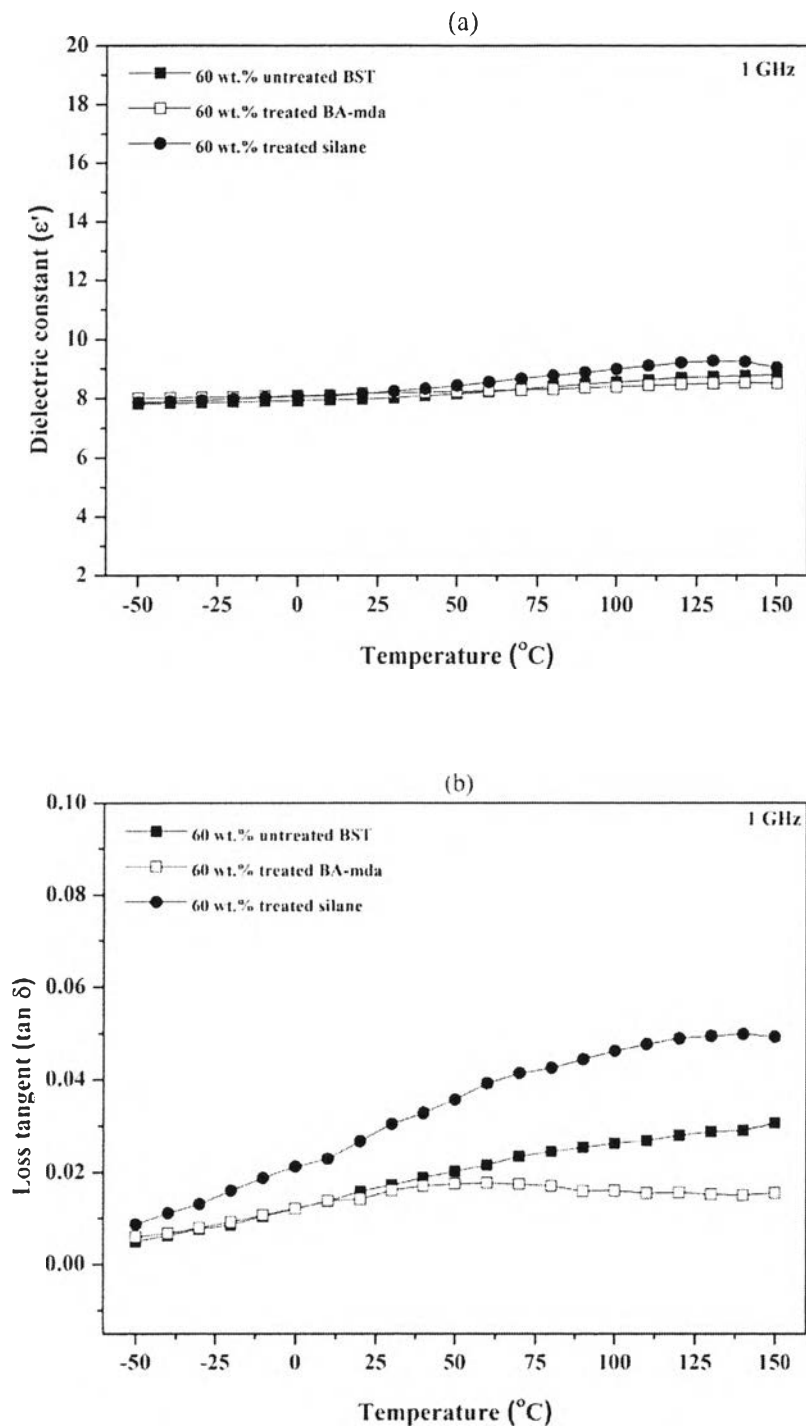 (a)
1 GHz
60 wt.% untreated BST
60 wt.% treated BA-mda
60 wt.% treated silane
Dielectric constant (ε')
20
18
16
14
12
10
8
6
4
2
-50 -25 0 25 50 75 100 125 150
Temperature (°C)
(b)
1 GHz
60 wt.% untreated BST
60 wt.% treated BA-mda
60 wt.% treated silane
Loss tangent (tan δ)
0.10
0.08
0.06
0.04
0.02
0.00
-50 -25 0 25 50 75 100 125 150
Temperature (°C)